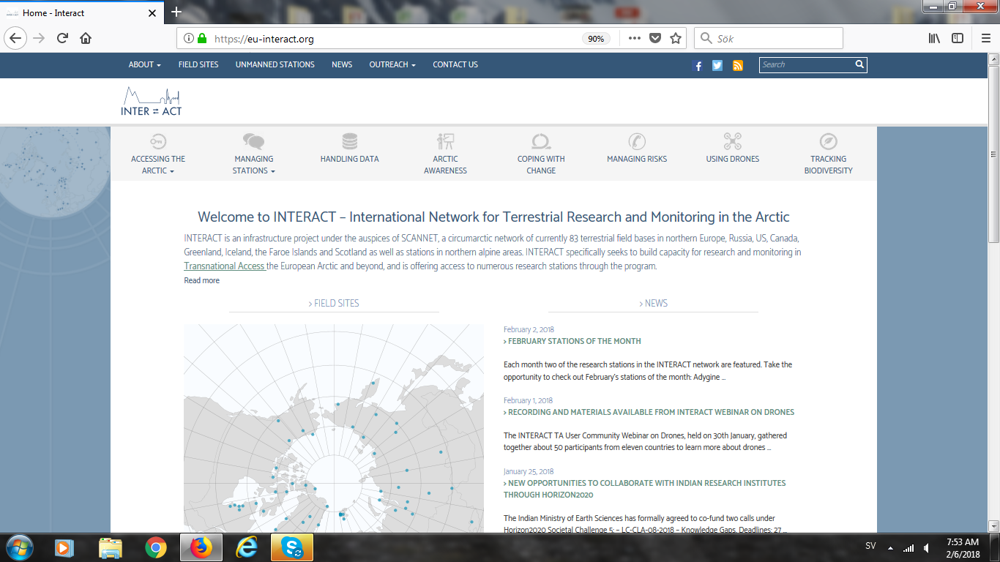 Home - Interact
https://eu-interact.org
90%
Sök
ABOUT
FIELD SITES
UNMANNED STATIONS
NEWS
OUTREACH
CONTACT US
Search
INTER ⇄ ACT
ACCESSING THE
ARCTIC
MANAGING
STATIONS
HANDLING DATA
ARCTIC
AWARENESS
COPING WITH
CHANGE
MANAGING RISKS
USING DRONES
TRACKING
BIODIVERSITY
Welcome to INTERACT – International Network for Terrestrial Research and Monitoring in the Arctic
INTERACT is an infrastructure project under the auspices of SCANNET, a circumarctic network of currently 83 terrestrial field bases in northern Europe, Russia, US, Canada,
Greenland, Iceland, the Faroe Islands and Scotland as well as stations in northern alpine areas. INTERACT specifically seeks to build capacity for research and monitoring in
Transnational Access the European Arctic and beyond, and is offering access to numerous research stations through the program.
Read more
> FIELD SITES
> NEWS
February 2, 2018
> FEBRUARY STATIONS OF THE MONTH
Each month two of the research stations in the INTERACT network are featured. Take the
opportunity to check out February's stations of the month: Adygine ...
February 1, 2018
> RECORDING AND MATERIALS AVAILABLE FROM INTERACT WEBINAR ON DRONES
The INTERACT TA User Community Webinar on Drones, held on 30th January, gathered
together about 50 participants from eleven countries to learn more about drones ...
January 25, 2018
> NEW OPPORTUNITIES TO COLLABORATE WITH INDIAN RESEARCH INSTITUTES
THROUGH HORIZON2020
The Indian Ministry of Earth Sciences has formally agreed to co-fund two calls under
Horizon2020 Societal Challenge 5: – LC-CLA-08-2018 – Knowledge Gaps. Deadlines: 27 ...
SV
7:53 AM
2/6/2018